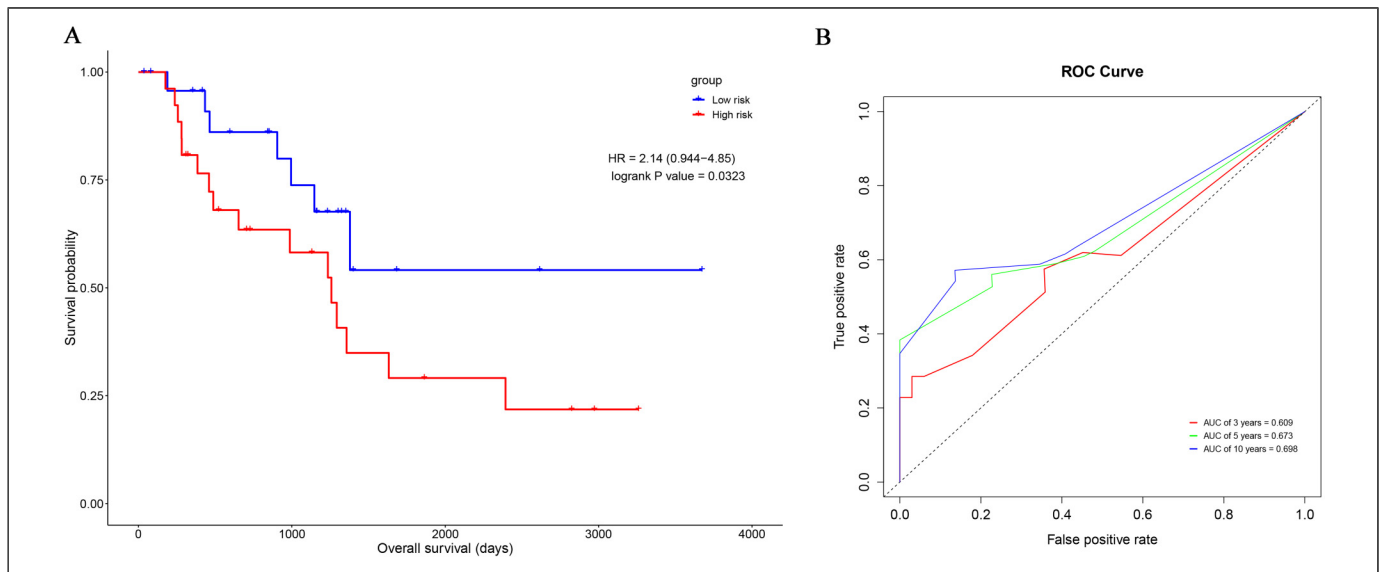 A
group
Low risk
High risk
HR = 2.14 (0.944−4.85)
logrank P value = 0.0323
Survival probability
1.00
0.75
0.50
0.25
0.00
0 1000 2000 3000 4000
Overall survival (days)
B
ROC Curve
True positive rate
1.0
0.8
0.6
0.4
0.2
0.0
AUC of 3 years = 0.609
AUC of 5 years = 0.673
AUC of 10 years = 0.698
0.0 0.2 0.4 0.6 0.8 1.0
False positive rate